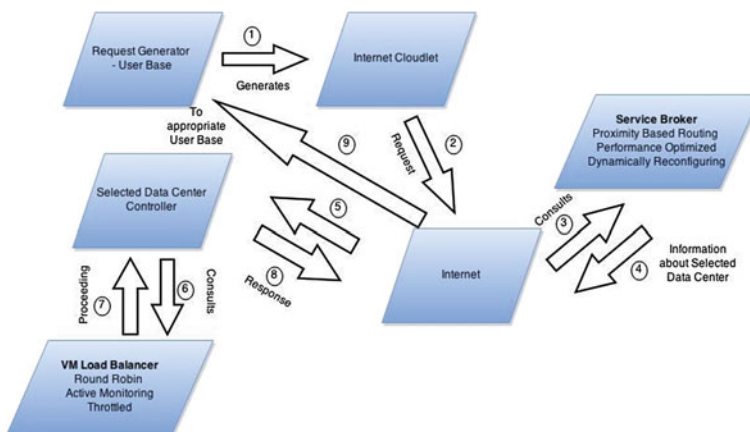 Request Generator
- User Base
1
Generates
Internet Cloudlet
To
appropriate
User Base
9
Request
2
Service Broker
Proximity Based Routing
Performance Optimized
Dynamically Reconfiguring
Selected Data Center
Controller
5
8
Response
Internet
Consults
3
4
Information
about Selected
Data Center
Proceeding
7
6
Consults
VM Load Balancer
Round Robin
Active Monitoring
Throttled